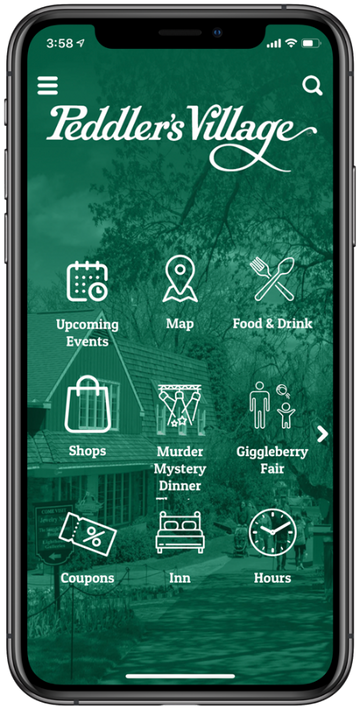 3:58
Peddler's Village
Upcoming
Events
Map
Food & Drink
Shops
Murder
Mystery
Dinner
Giggleberry
Fair
Coupons
%
Inn
Hours